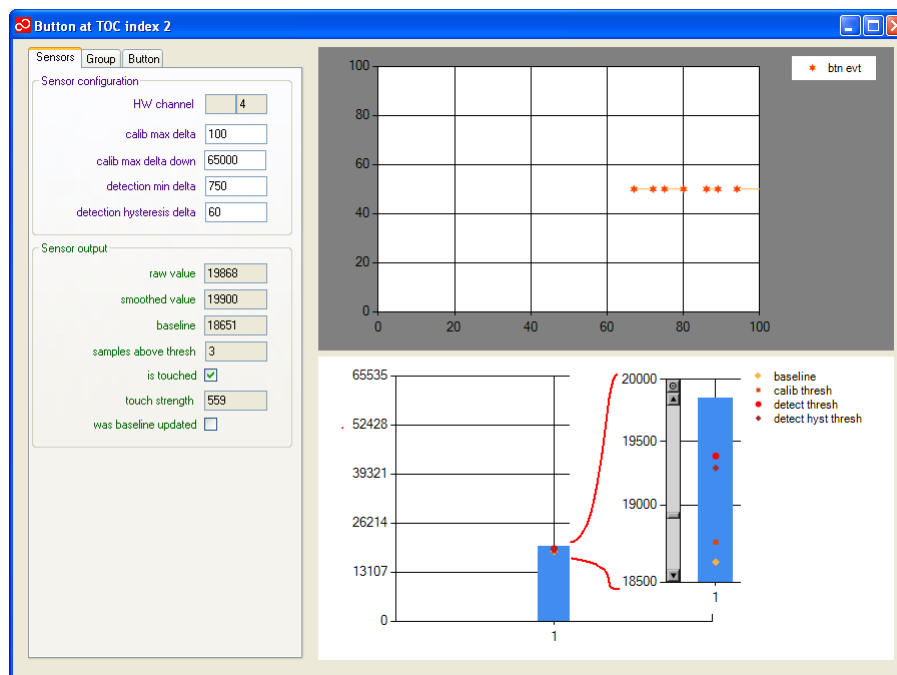 Button at TOC index 2
Sensors Group Button
Sensor configuration
HW channel 4
calib max delta 100
calib max delta down 65000
detection min delta 750
detection hysteresis delta 60
Sensor output
raw value 19868
smoothed value 19900
baseline 18651
samples above thresh 3
is touched
touch strength 559
was baseline updated
100
80
60
40
20
0
0 20 40 60 80 100
btn evt
65535
52428
39321
26214
13107
0
1
20000
19500
19000
18500
1
baseline
calib thresh
detect thresh
detect hyst thresh